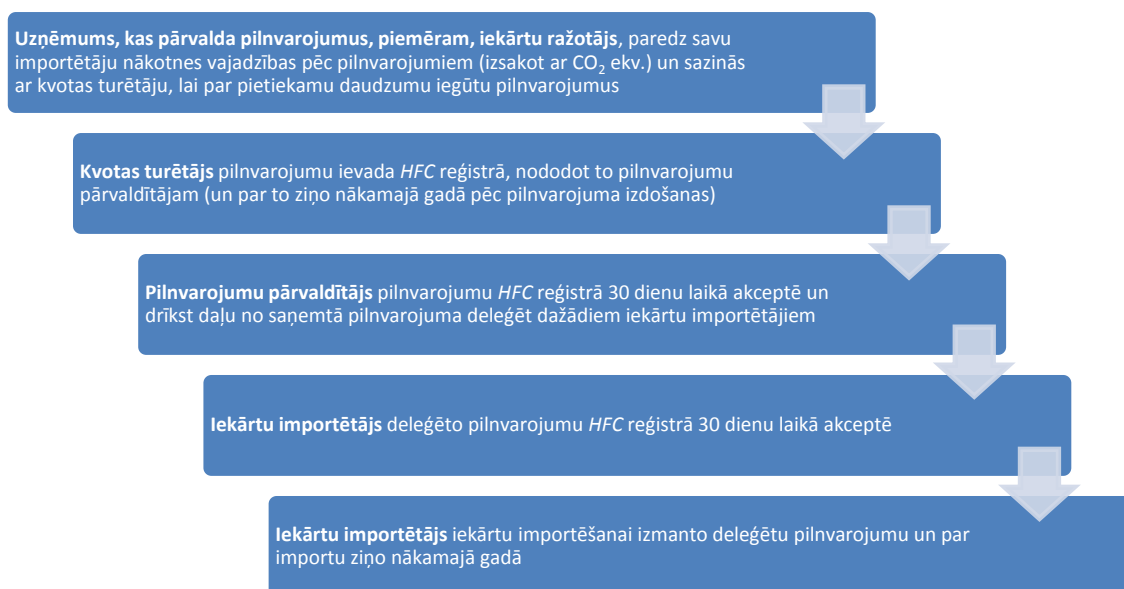 Uzņēmums, kas pārvalda pilnvarojumus, piemēram, iekārtu ražotājs, paredz savu
importētāju nākotnes vajadzības pēc pilnvarojumiem (izsakot ar CO₂ ekv.) un sazinās
ar kvotas turētāju, lai par pietiekamu daudzumu iegūtu pilnvarojumus
Kvotas turētājs pilnvarojumu ievada HFC reģistrā, nododot to pilnvarojumu
pārvaldītājam (un par to ziņo nākamajā gadā pēc pilnvarojuma izdošanas)
Pilnvarojumu pārvaldītājs pilnvarojumu HFC reģistrā 30 dienu laikā akceptē un
drīkst daļu no saņemtā pilnvarojuma deleģēt dažādiem iekārtu importētājiem
Iekārtu importētājs deleģēto pilnvarojumu HFC reģistrā 30 dienu laikā akceptē
Iekārtu importētājs iekārtu importēšanai izmanto deleģētu pilnvarojumu un par
importu ziņo nākamajā gadā